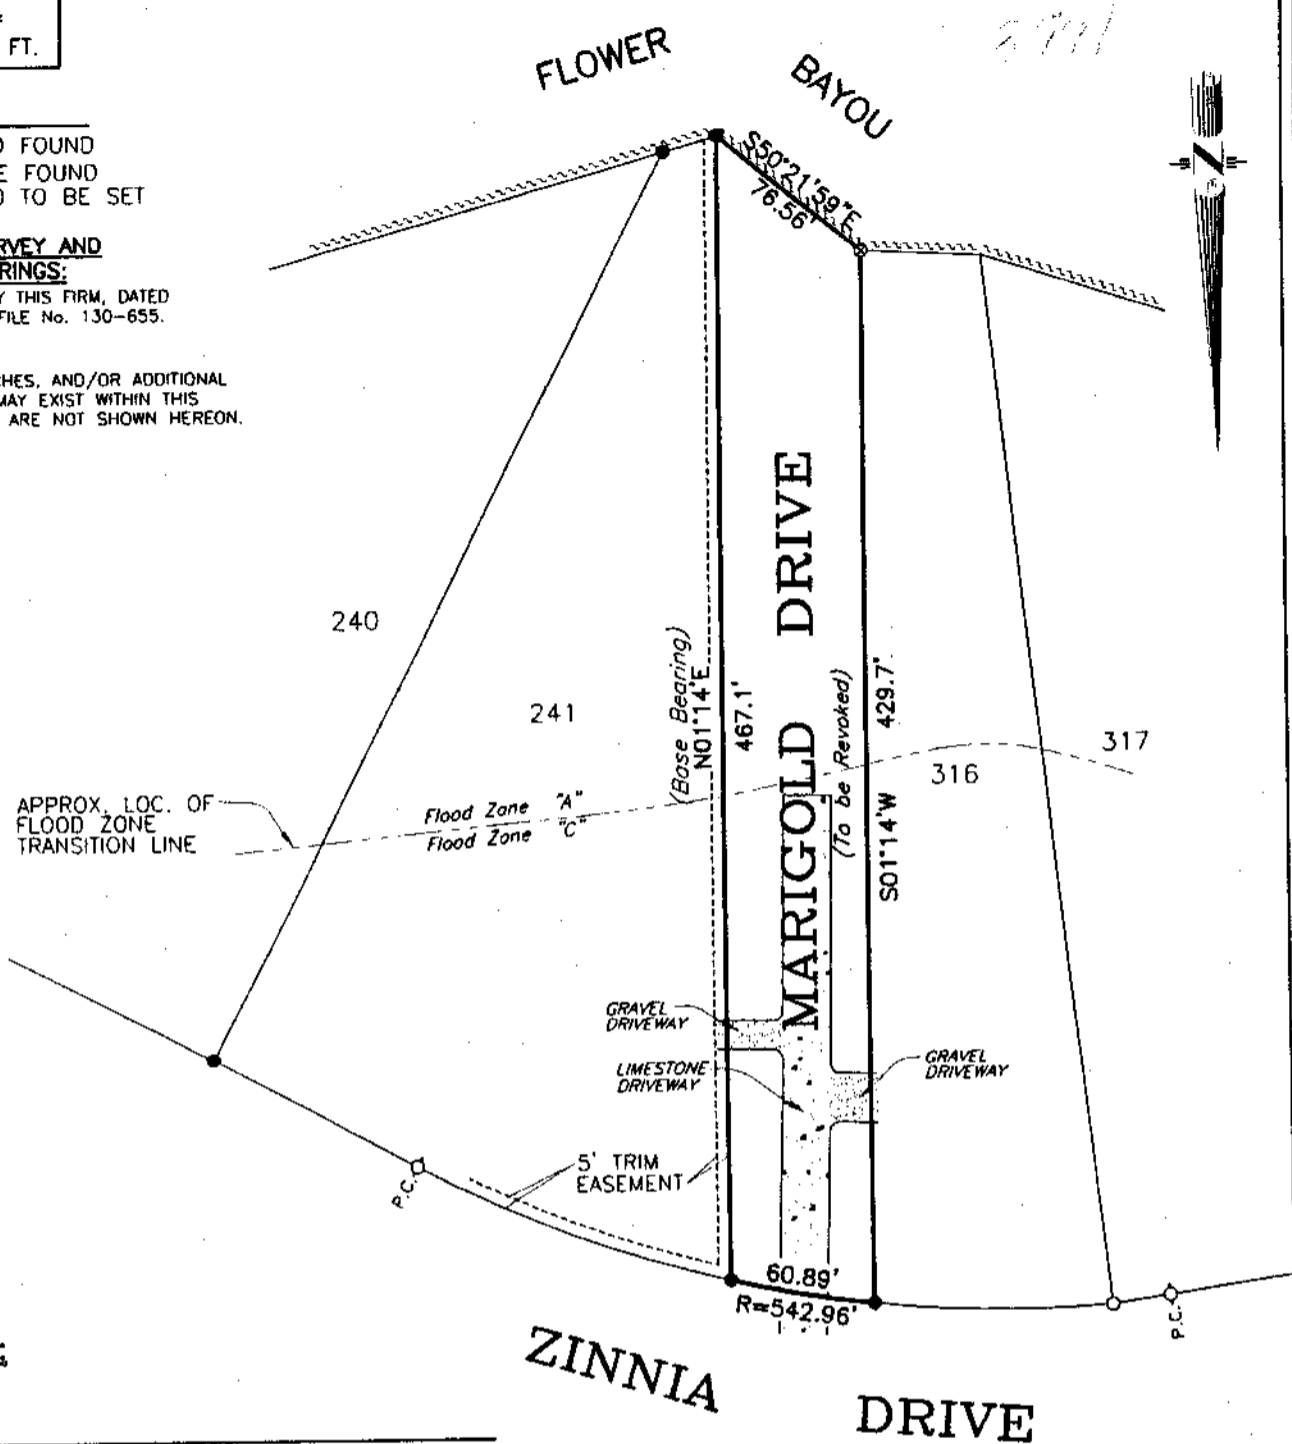 FT.
FOUND
FOUND
TO BE SET
RVEY AND
RINGS:
Y THIS FIRM, DATED
FILE No. 130-655.
CHES, AND/OR ADDITIONAL
MAY EXIST WITHIN THIS
ARE NOT SHOWN HEREON.
FLOWER BAYOU
S50°21'59"E
76.56'
240
241
316
317
(Base Bearing)
N01°14'E
467.1'
MARIGOLD DRIVE
(To be Revoked)
S01°14'W 429.7'
APPROX. LOC. OF
FLOOD ZONE
TRANSITION LINE
Flood Zone "A"
Flood Zone "C"
GRAVEL
DRIVEWAY
LIMESTONE
DRIVEWAY
GRAVEL
DRIVEWAY
5' TRIM
EASEMENT
P.C.
60.89'
R=542.96'
P.C.
ZINNIA DRIVE